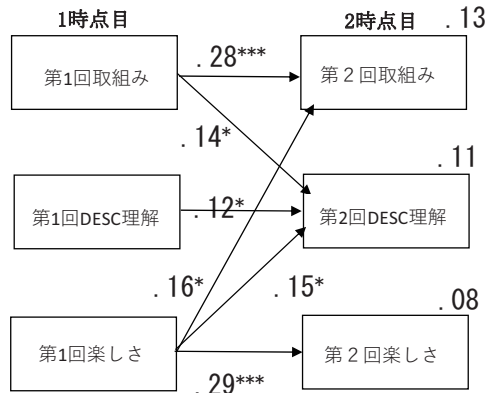 1時点目
2時点目 .13
第1回取組み
.28***
第２回取組み
.14*
.11
第1回DESC理解
.12*
第2回DESC理解
.16*
.15*
.08
第1回楽しさ
第２回楽しさ
.29***